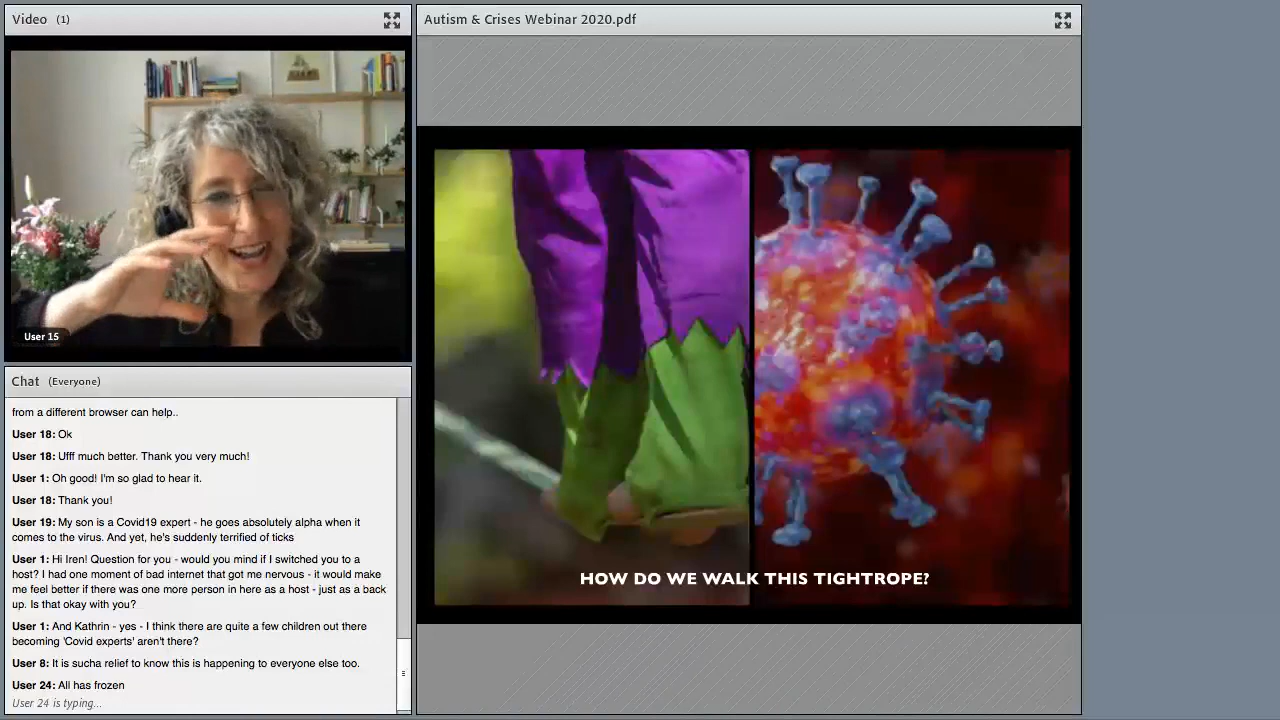 Video (1)
Autism & Crises Webinar 2020.pdf
User 15
HOW DO WE WALK THIS TIGHTROPE?
Chat (Everyone)
from a different browser can help..
User 18: Ok
User 18: Ufff much better. Thank you very much!
User 1: Oh good! I'm so glad to hear it.
User 18: Thank you!
User 19: My son is a Covid19 expert - he goes absolutely alpha when it
comes to the virus. And yet, he's suddenly terrified of ticks
User 1: Hi Iren! Question for you - would you mind if I switched you to a
host? I had one moment of bad internet that got me nervous - it would make
me feel better if there was one more person in here as a host - just as a back
up. Is that okay with you?
User 1: And Kathrin - yes - I think there are quite a few children out there
becoming 'Covid experts' aren't there?
User 8: It is sucha relief to know this is happening to everyone else too.
User 24: All has frozen
User 24 is typing...